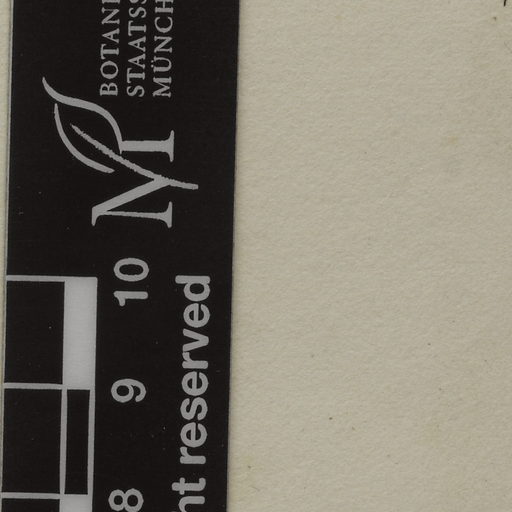 BOTANI
STAATSS
MÜNCH
M
10
9
8
nt reserved